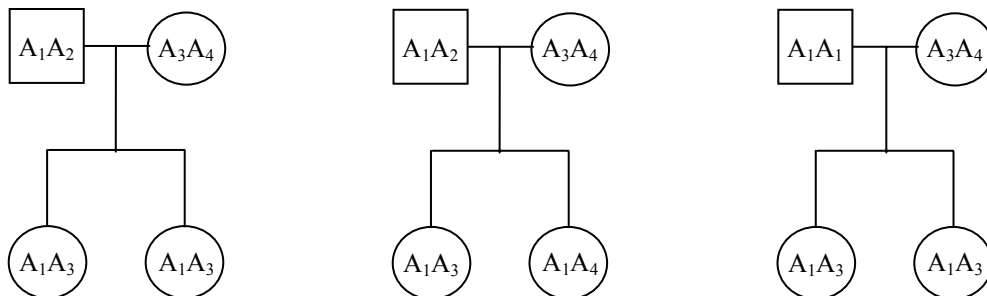 A₁A₂ A₃A₄ A₁A₂ A₃A₄ A₁A₁ A₃A₄
A₁A₃ A₁A₃ A₁A₃ A₁A₄ A₁A₃ A₁A₃